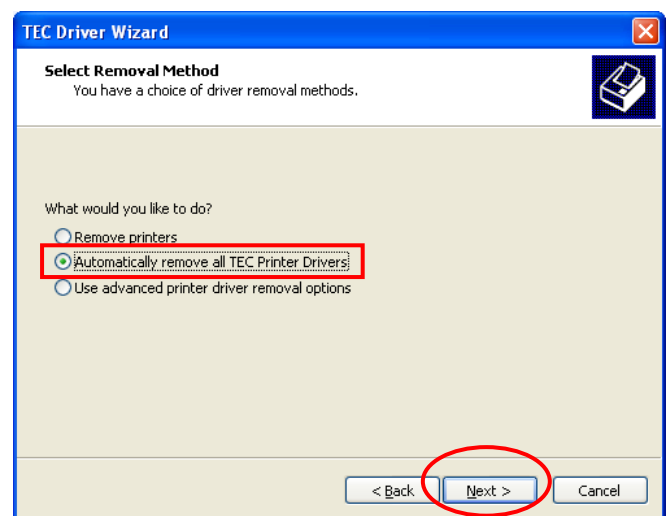 TEC Driver Wizard
Select Removal Method
You have a choice of driver removal methods.
What would you like to do?
Remove printers
Automatically remove all TEC Printer Drivers
Use advanced printer driver removal options
< Back Next > Cancel